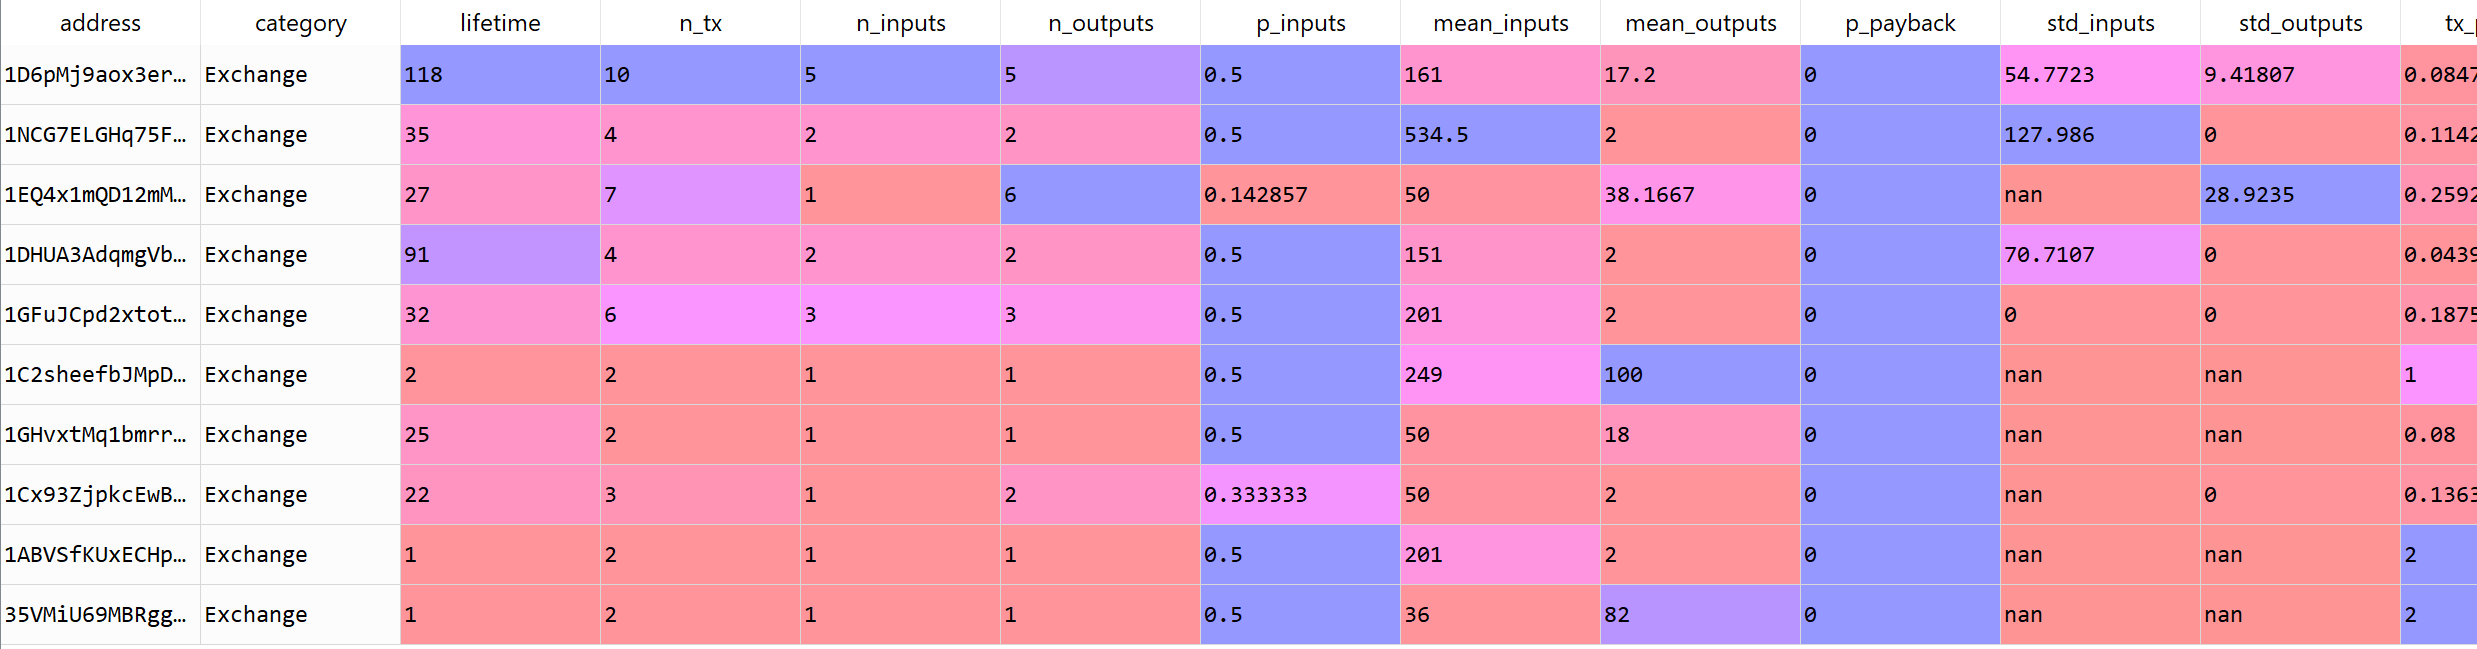 address category lifetime n_tx n_inputs n_outputs p_inputs mean_inputs mean_outputs p_payback std_inputs std_outputs tx_p
1D6pMj9aox3er… Exchange 118 10 5 5 0.5 161 17.2 0 54.7723 9.41807 0.0847
1NCG7ELGHq75F… Exchange 35 4 2 2 0.5 534.5 2 0 127.986 0 0.1142
1EQ4x1mQD12mM… Exchange 27 7 1 6 0.142857 50 38.1667 0 nan 28.9235 0.2592
1DHUA3AdqmgVb… Exchange 91 4 2 2 0.5 151 2 0 70.7107 0 0.0439
1GFuJCpd2xtot… Exchange 32 6 3 3 0.5 201 2 0 0 0 0.1875
1C2sheefbJMpD… Exchange 2 2 1 1 0.5 249 100 0 nan nan 1
1GHvxtMq1bmrr… Exchange 25 2 1 1 0.5 50 18 0 nan nan 0.08
1Cx93ZjpkcEwB… Exchange 22 3 1 2 0.333333 50 2 0 nan 0 0.1363
1ABVSfKUxECHp… Exchange 1 2 1 1 0.5 201 2 0 nan nan 2
35VMiU69MBRgg… Exchange 1 2 1 1 0.5 36 82 0 nan nan 2